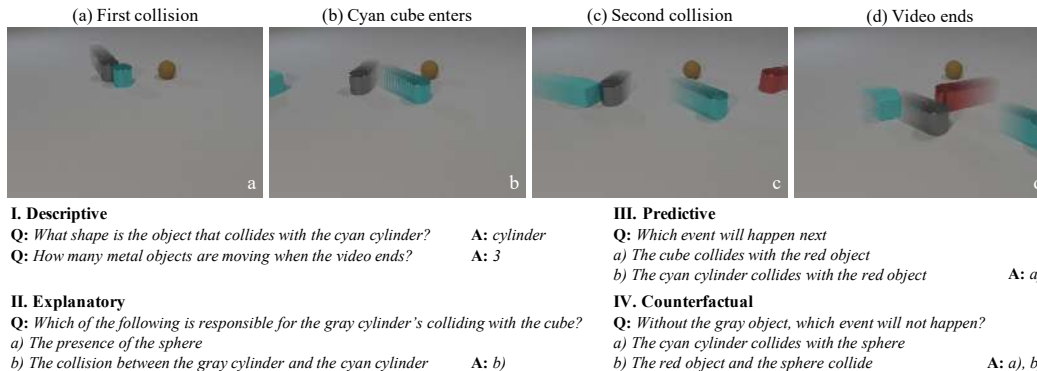 (a) First collision
(b) Cyan cube enters
(c) Second collision
(d) Video ends
a
b
c
I. Descriptive
Q: What shape is the object that collides with the cyan cylinder? A: cylinder
Q: How many metal objects are moving when the video ends? A: 3
II. Explanatory
Q: Which of the following is responsible for the gray cylinder's colliding with the cube?
a) The presence of the sphere
b) The collision between the gray cylinder and the cyan cylinder A: b)
III. Predictive
Q: Which event will happen next
a) The cube collides with the red object
b) The cyan cylinder collides with the red object A: a)
IV. Counterfactual
Q: Without the gray object, which event will not happen?
a) The cyan cylinder collides with the sphere
b) The red object and the sphere collide A: a), b